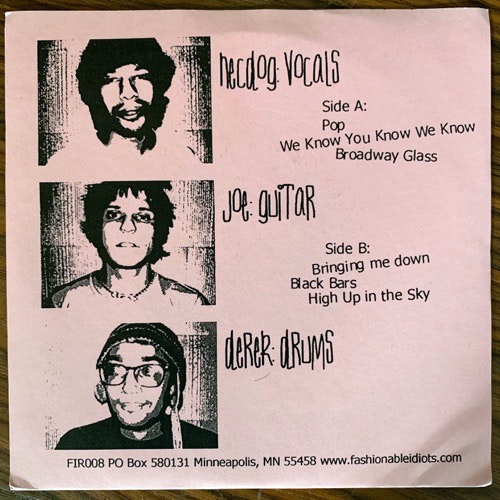 hecdog: vocals
Side A:
Pop
We Know You Know We Know
Broadway Glass
Joe: guitar
Side B:
Bringing me down
Black Bars
High Up in the Sky
derek: drums
FIR008 PO Box 580131 Minneapolis, MN 55458 www.fashionableidiots.com